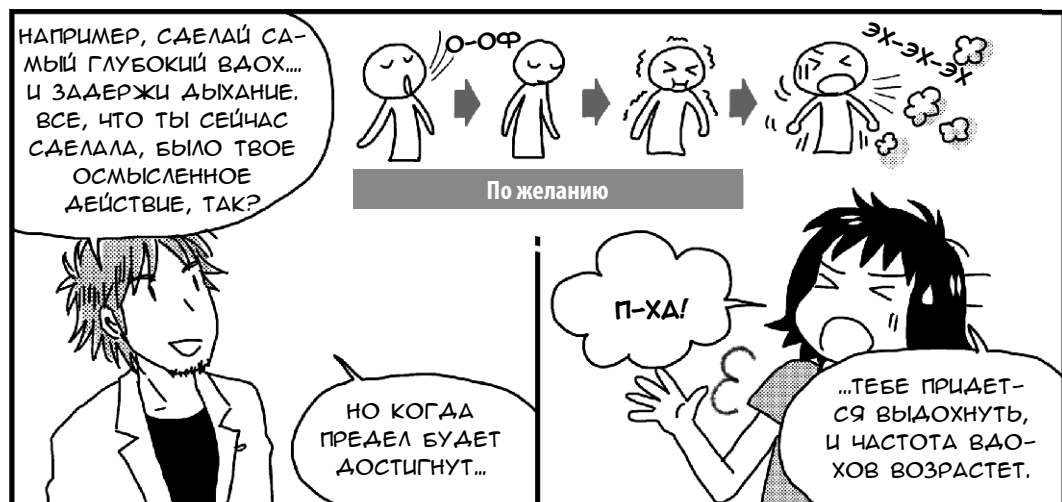 НАПРИМЕР, СДЕЛАЙ СА-
МЫЙ ГЛУБОКИЙ ВДОХ....
И ЗАДЕРЖИ ДЫХАНИЕ.
ВСЕ, ЧТО ТЫ СЕЙЧАС
СДЕЛАЛА, БЫЛО ТВОЕ
ОСМЫСЛЕННОЕ
ДЕЙСТВИЕ, ТАК?
О-ОФ
ЭХ-ЭХ-ЭХ
По желанию
НО КОГДА
ПРЕДЕЛ БУДЕТ
ДОСТИГНУТ...
П-ХА!
...ТЕБЕ ПРИДЕТ-
СЯ ВЫДОХНУТЬ,
И ЧАСТОТА ВДО-
ХОВ ВОЗРАСТЕТ.